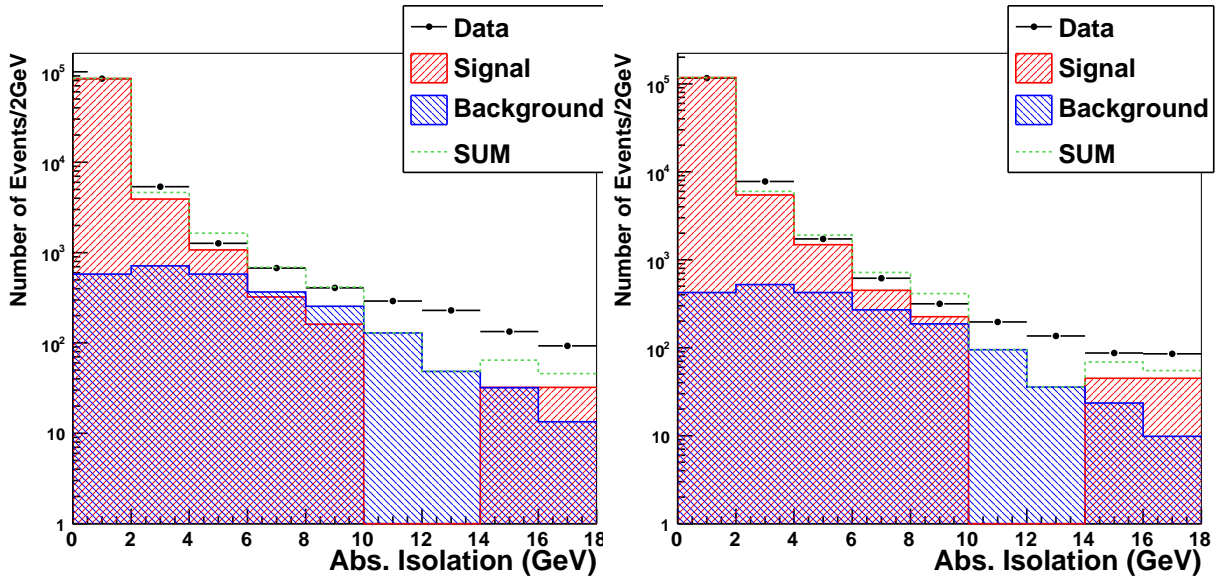 Number of Events/2GeV
10^5
10^4
10^3
10^2
10
1
0 2 4 6 8 10 12 14 16 18
Abs. Isolation (GeV)
Data
Signal
Background
SUM
Number of Events/2GeV
10^5
10^4
10^3
10^2
10
1
0 2 4 6 8 10 12 14 16 18
Abs. Isolation (GeV)
Data
Signal
Background
SUM